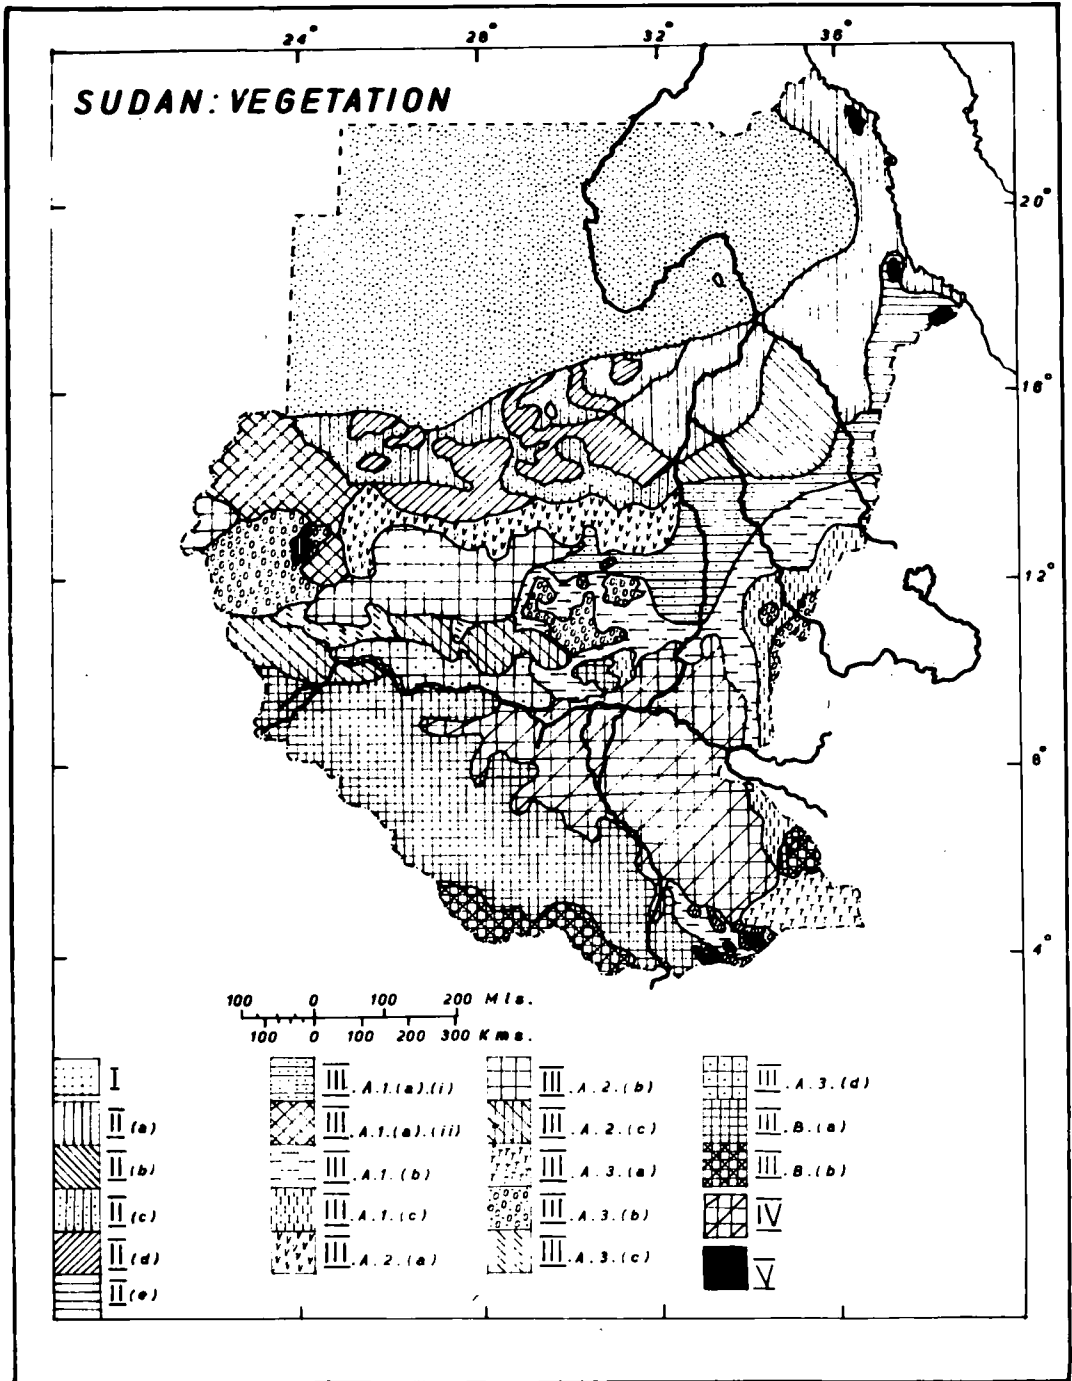 24° 28° 32° 36°
SUDAN: VEGETATION
20°
16°
12°
8°
4°
100 0 100 200 Mls.
100 0 100 200 300 Kms.
I
II (a)
II (b)
II (c)
II (d)
II (e)
III.A.1.(a).(i)
III.A.1.(a).(ii)
III.A.1.(b)
III.A.1.(c)
III.A.2.(a)
III.A.2.(b)
III.A.2.(c)
III.A.3.(a)
III.A.3.(b)
III.A.3.(c)
III.A.3.(d)
III.B.(a)
III.B.(b)
IV
V